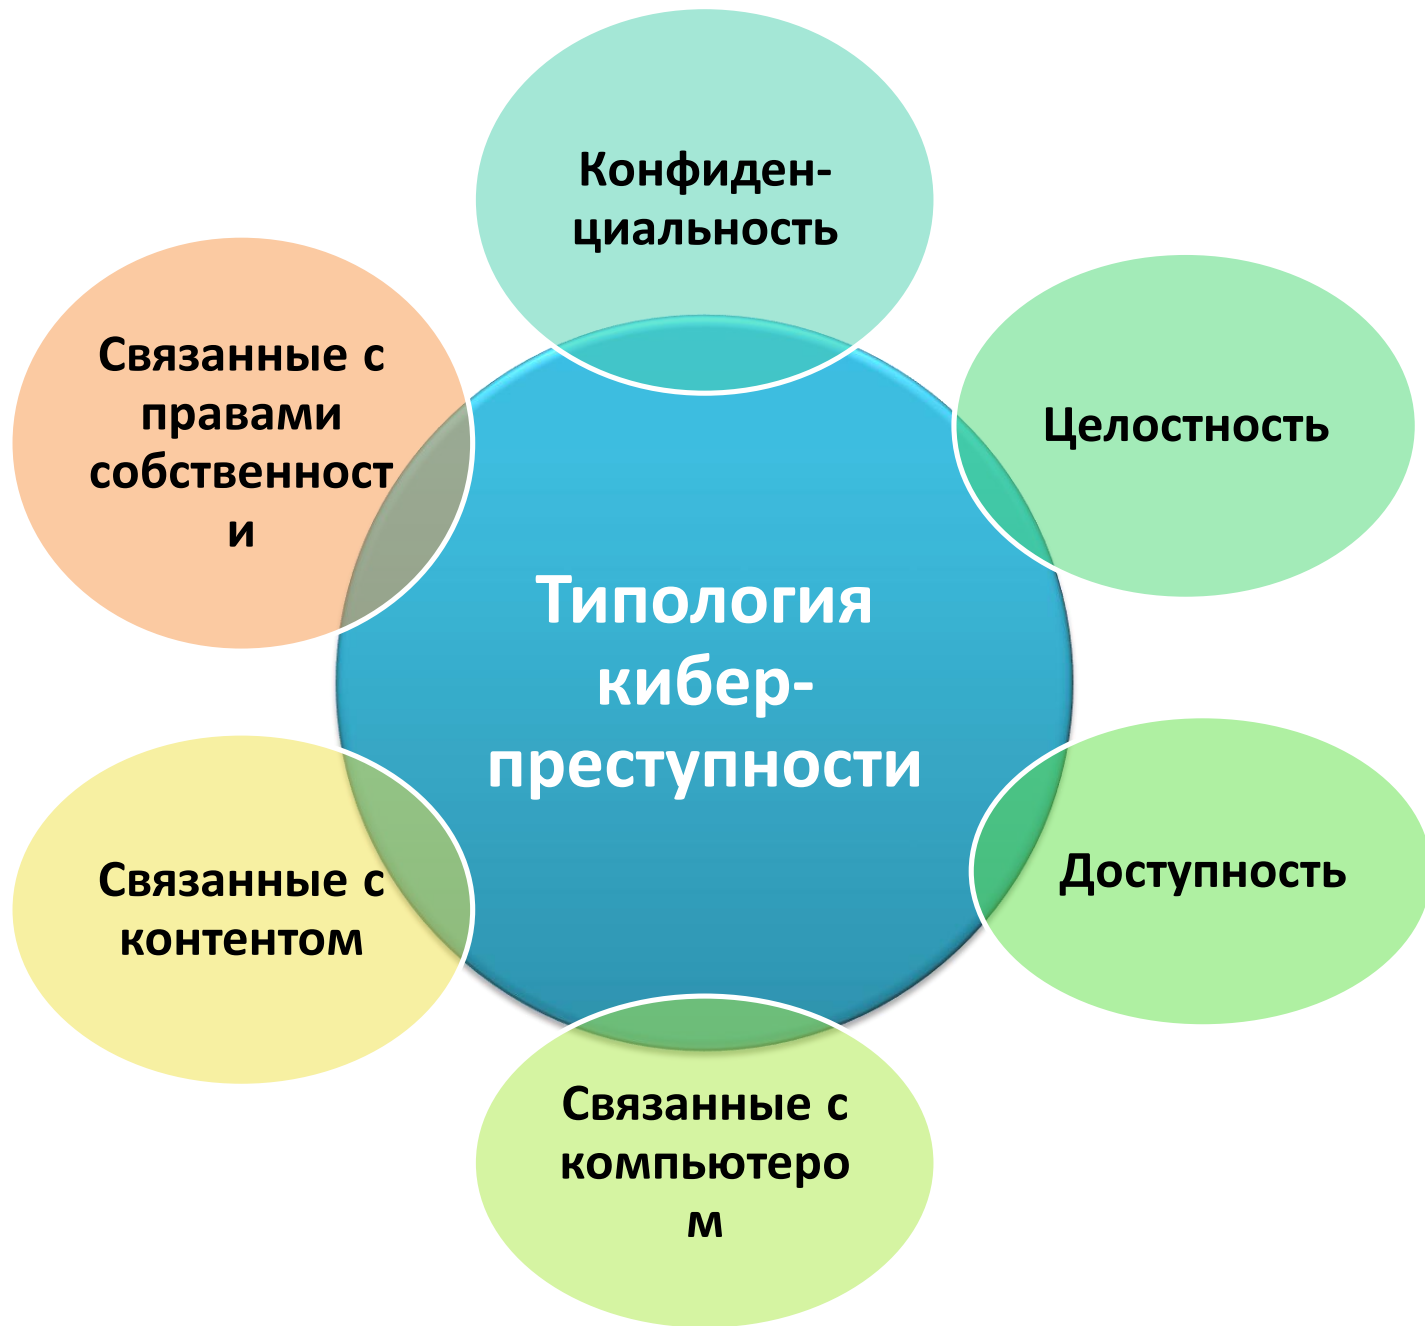 Конфиден-
циальность
Целостность
Доступность
Связанные с
компьютеро
м
Связанные с
контентом
Связанные с
правами
собственност
и
Типология
кибер-
преступности